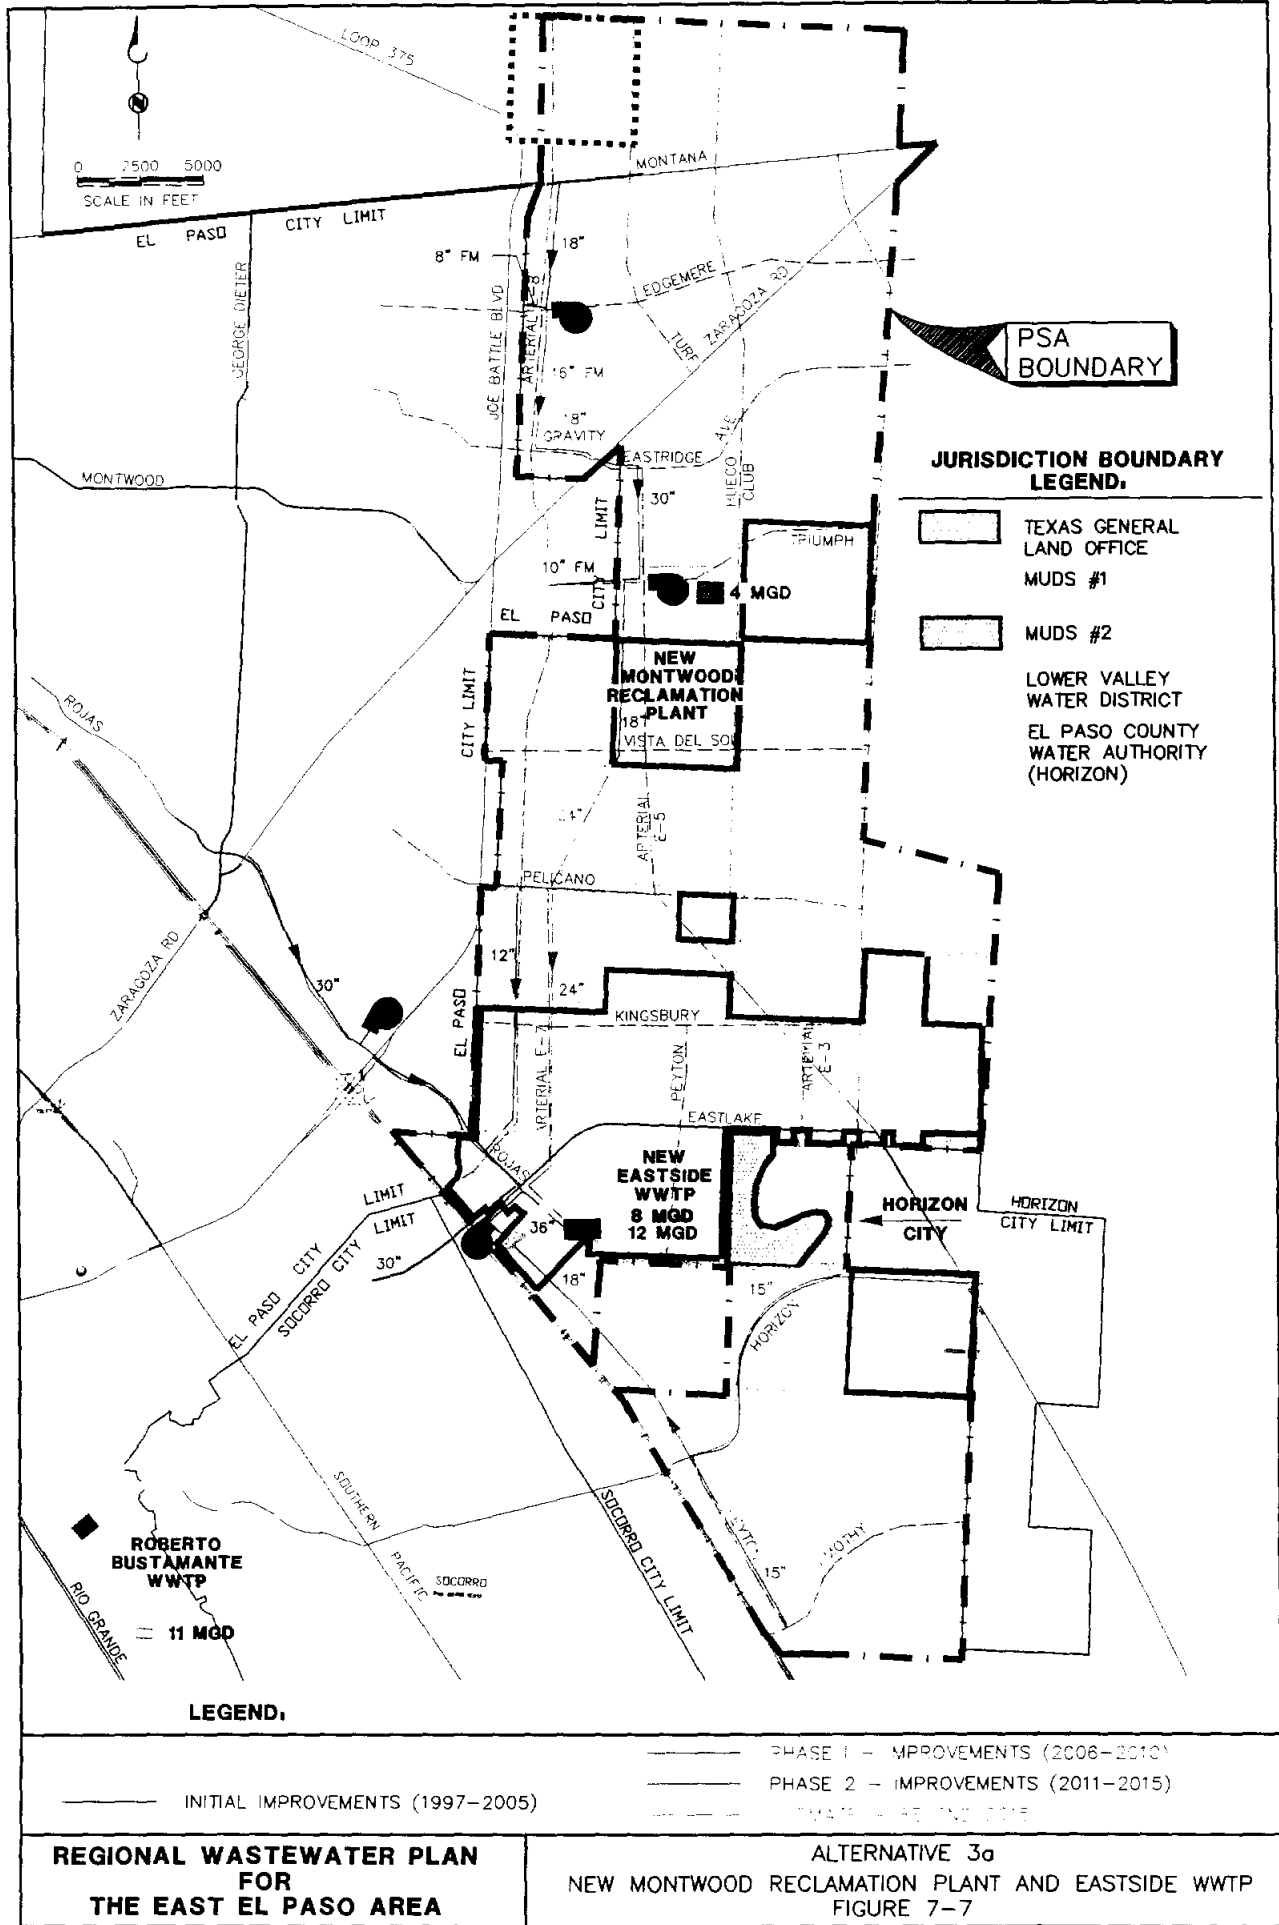 LOOP 375
0 2500 5000
SCALE IN FEET
EL PASO CITY LIMIT
MONTANA
GEORGE DIETER
8" FM
18"
EDGEMERE
ZARAGOZA RD
TURF
JOE BATTLE BLVD
16" FM
18"
GRAVITY
EASTRIDGE
AVE
HUECO
CLUB
PSA
BOUNDARY
MONTWOOD
30"
LIMIT
CITY
10" FM
TRIUMPH
4 MGD
EL PASO
JURISDICTION BOUNDARY
LEGEND:
TEXAS GENERAL
LAND OFFICE
MUDS #1
MUDS #2
LOWER VALLEY
WATER DISTRICT
EL PASO COUNTY
WATER AUTHORITY
(HORIZON)
NEW
MONTWOOD
RECLAMATION
PLANT
18"
VISTA DEL SOL
CITY LIMIT
ROJAS
ARTERIAL
E-5
PELICANO
ZARAGOZA RD
12"
24"
30"
EL PASO
KINGSBURY
PEYTON
ARTERIAL
E-3
EASTLAKE
ROJAS
NEW
EASTSIDE
WWTP
8 MGD
12 MGD
HORIZON
CITY
HORIZON
CITY LIMIT
LIMIT
LIMIT
EL PASO CITY
SOCORRO CITY
30"
36"
18"
15"
HORIZON
SOUTHERN
PACIFIC
SOCORRO
SOCORRO CITY LIMIT
15"
ROBERTO
BUSTAMANTE
WWTP
11 MGD
RIO GRANDE
LEGEND:
INITIAL IMPROVEMENTS (1997-2005)
PHASE 1 - IMPROVEMENTS (2006-2010)
PHASE 2 - IMPROVEMENTS (2011-2015)
REGIONAL WASTEWATER PLAN
FOR
THE EAST EL PASO AREA
ALTERNATIVE 3a
NEW MONTWOOD RECLAMATION PLANT AND EASTSIDE WWTP
FIGURE 7-7